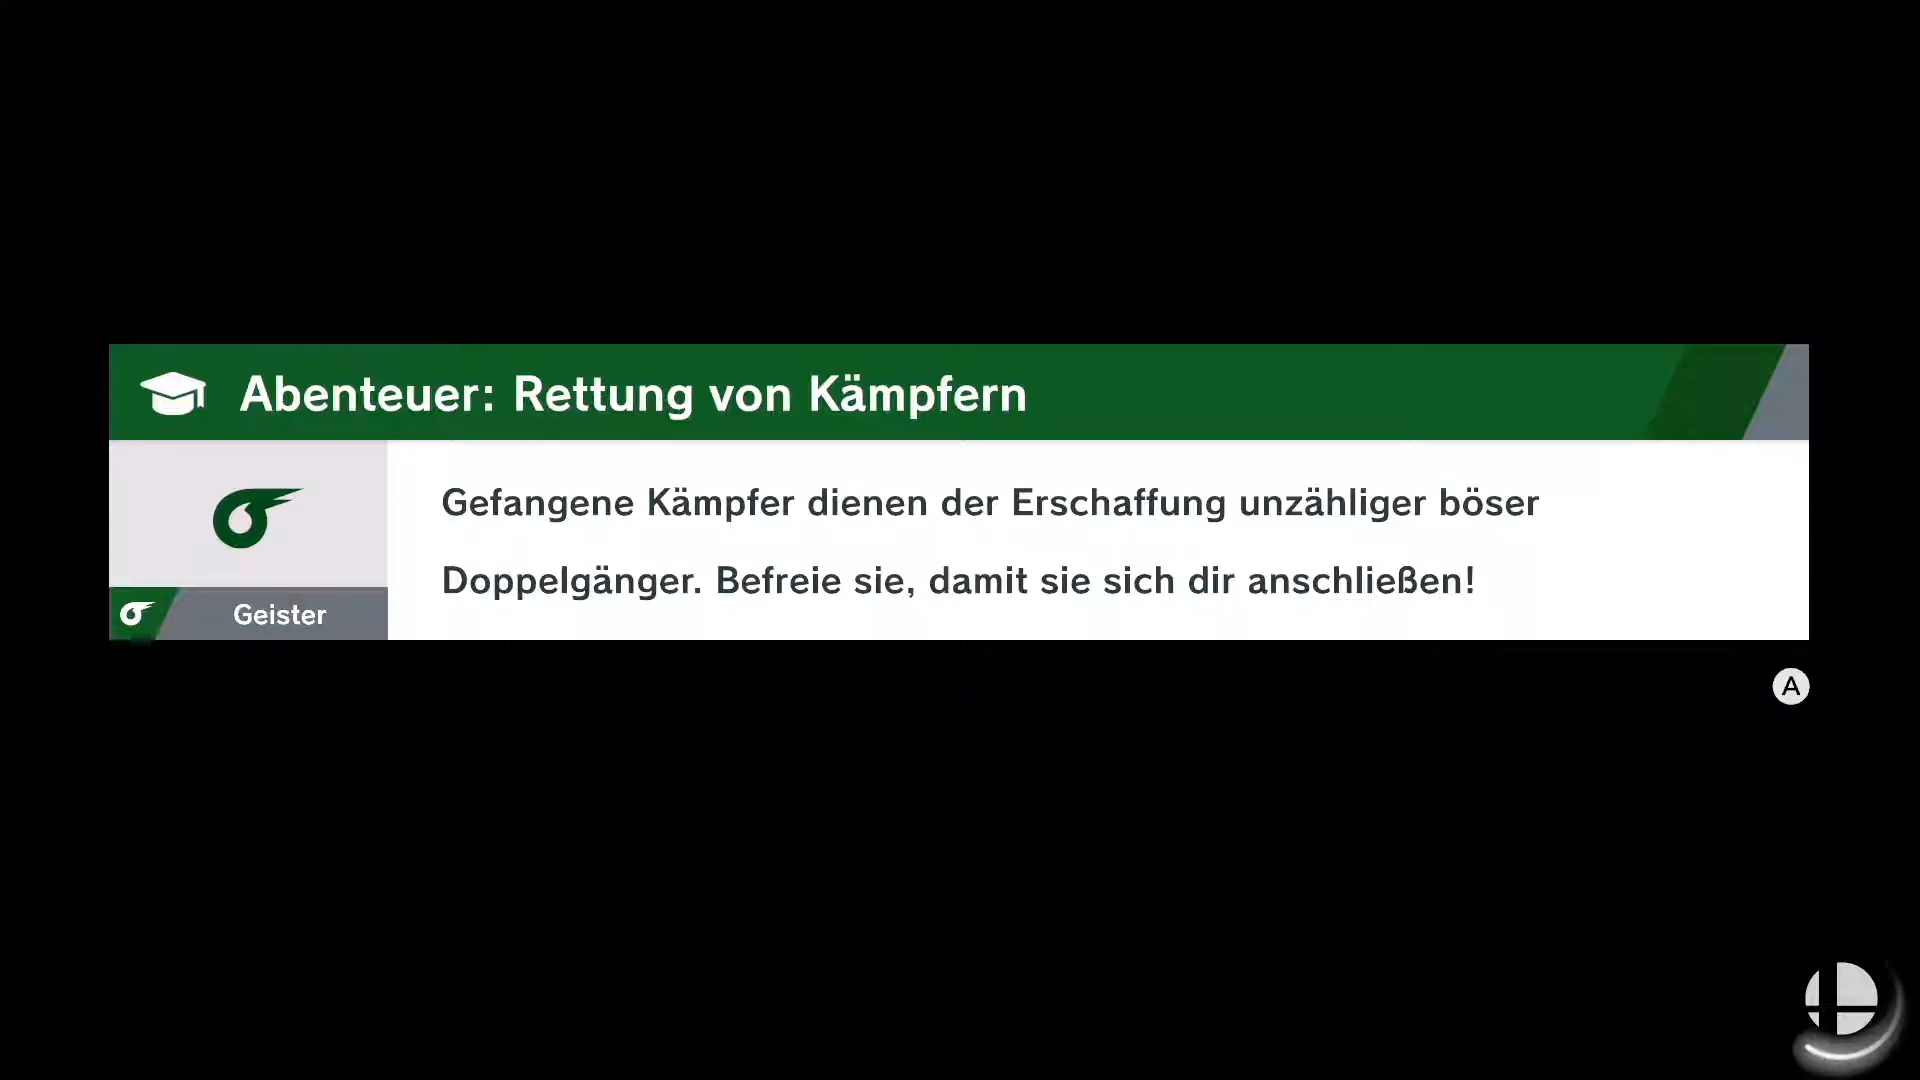 Abenteuer: Rettung von Kämpfern
Gefangene Kämpfer dienen der Erschaffung unzähliger böser
Doppelgänger. Befreie sie, damit sie sich dir anschließen!
Geister
A